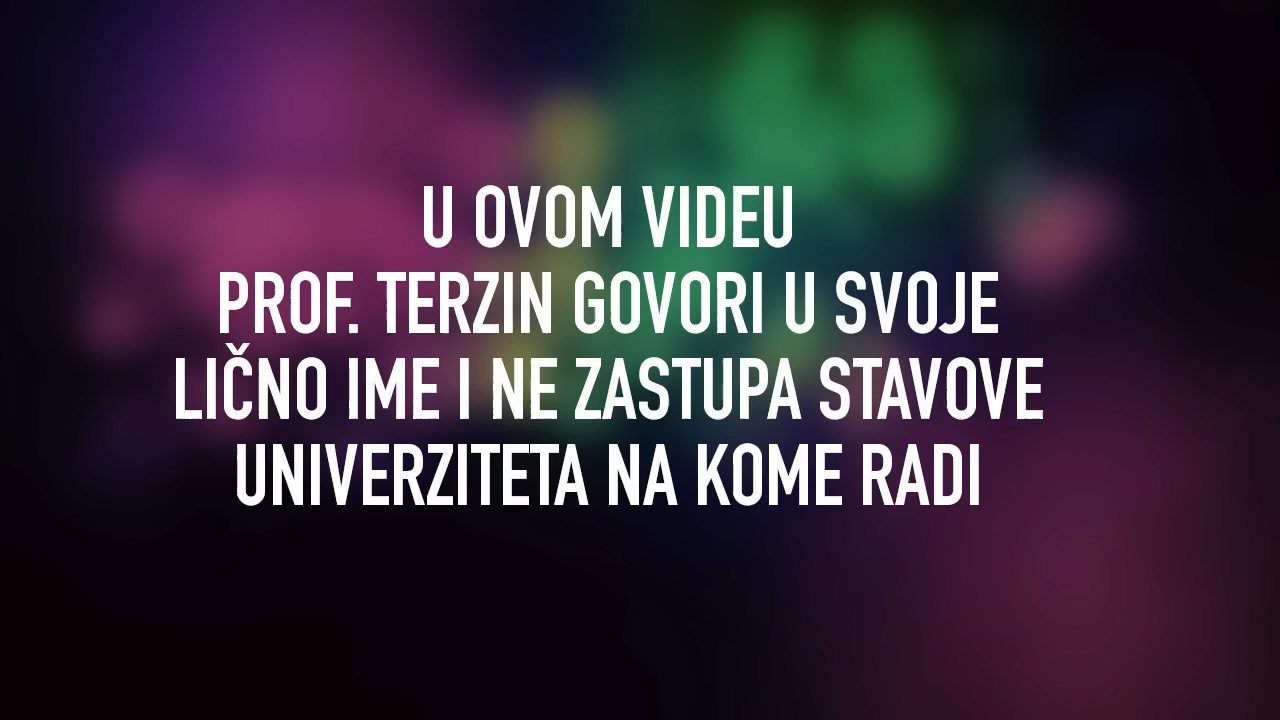 U OVOM VIDEU
PROF. TERZIN GOVORI U SVOJE
LIČNO IME I NE ZASTUPA STAVOVE
UNIVERZITETA NA KOME RADI